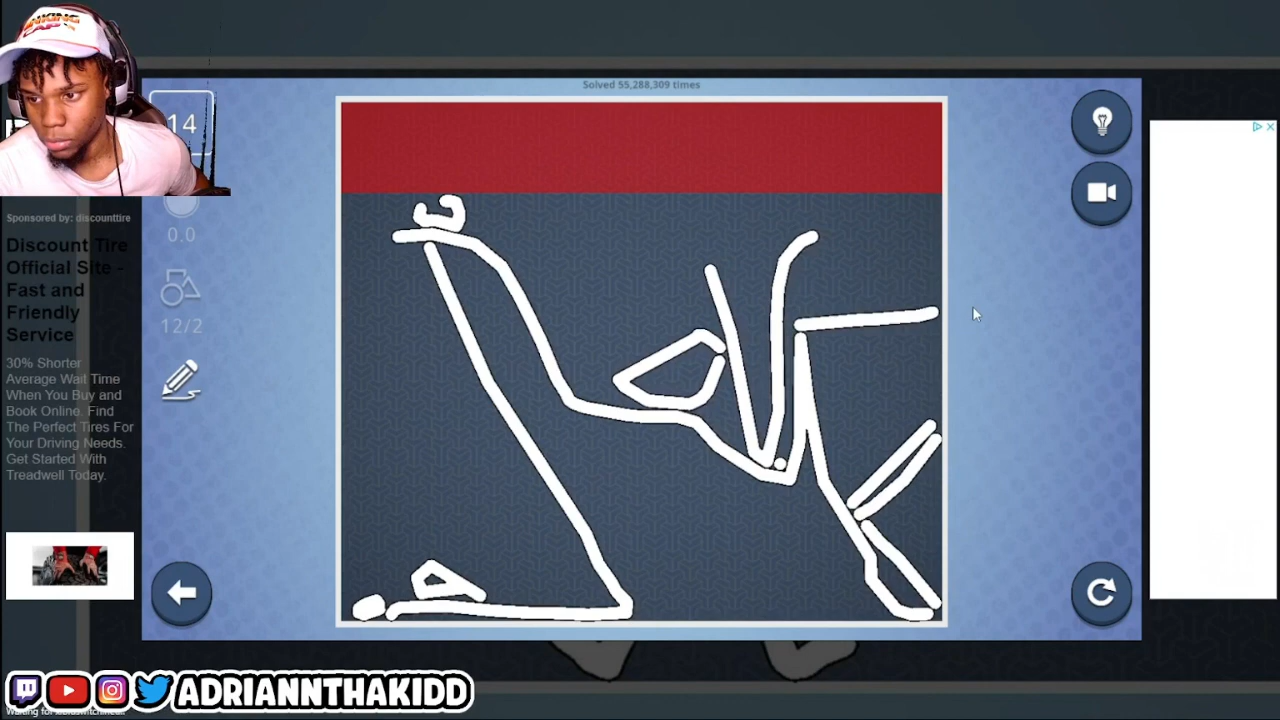 Solved 55,288,309 times
14
Sponsored by: discounttire
0.0
Discount Tire
Official Site -
Fast and
Friendly
Service
12/2
30% Shorter
Average Wait Time
When You Buy and
Book Online. Find
The Perfect Tires For
Your Driving Needs.
Get Started With
Treadwell Today.
ADRIANNTHAKIDD